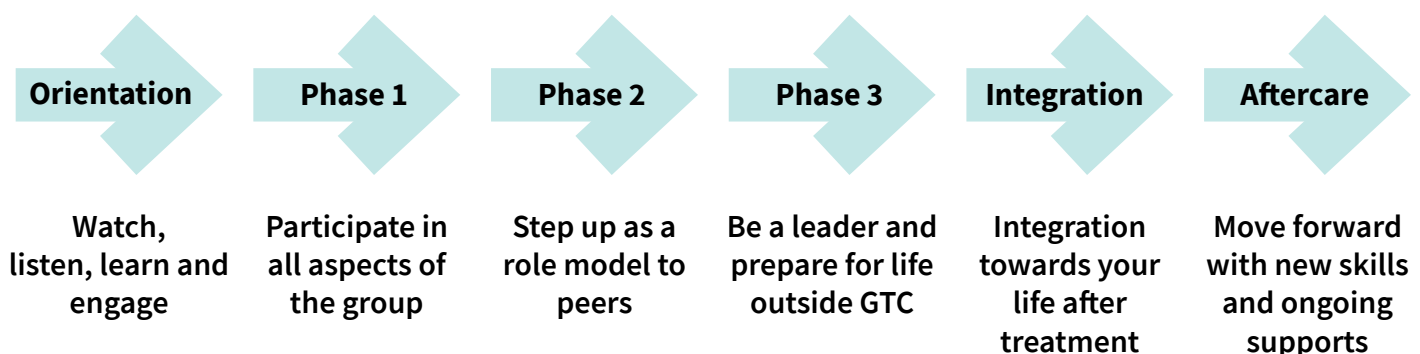 Orientation
Phase 1
Phase 2
Phase 3
Integration
Aftercare
Watch,
listen, learn and
engage
Participate in
all aspects of
the group
Step up as a
role model to
peers
Be a leader and
prepare for life
outside GTC
Integration
towards your
life after
treatment
Move forward
with new skills
and ongoing
supports